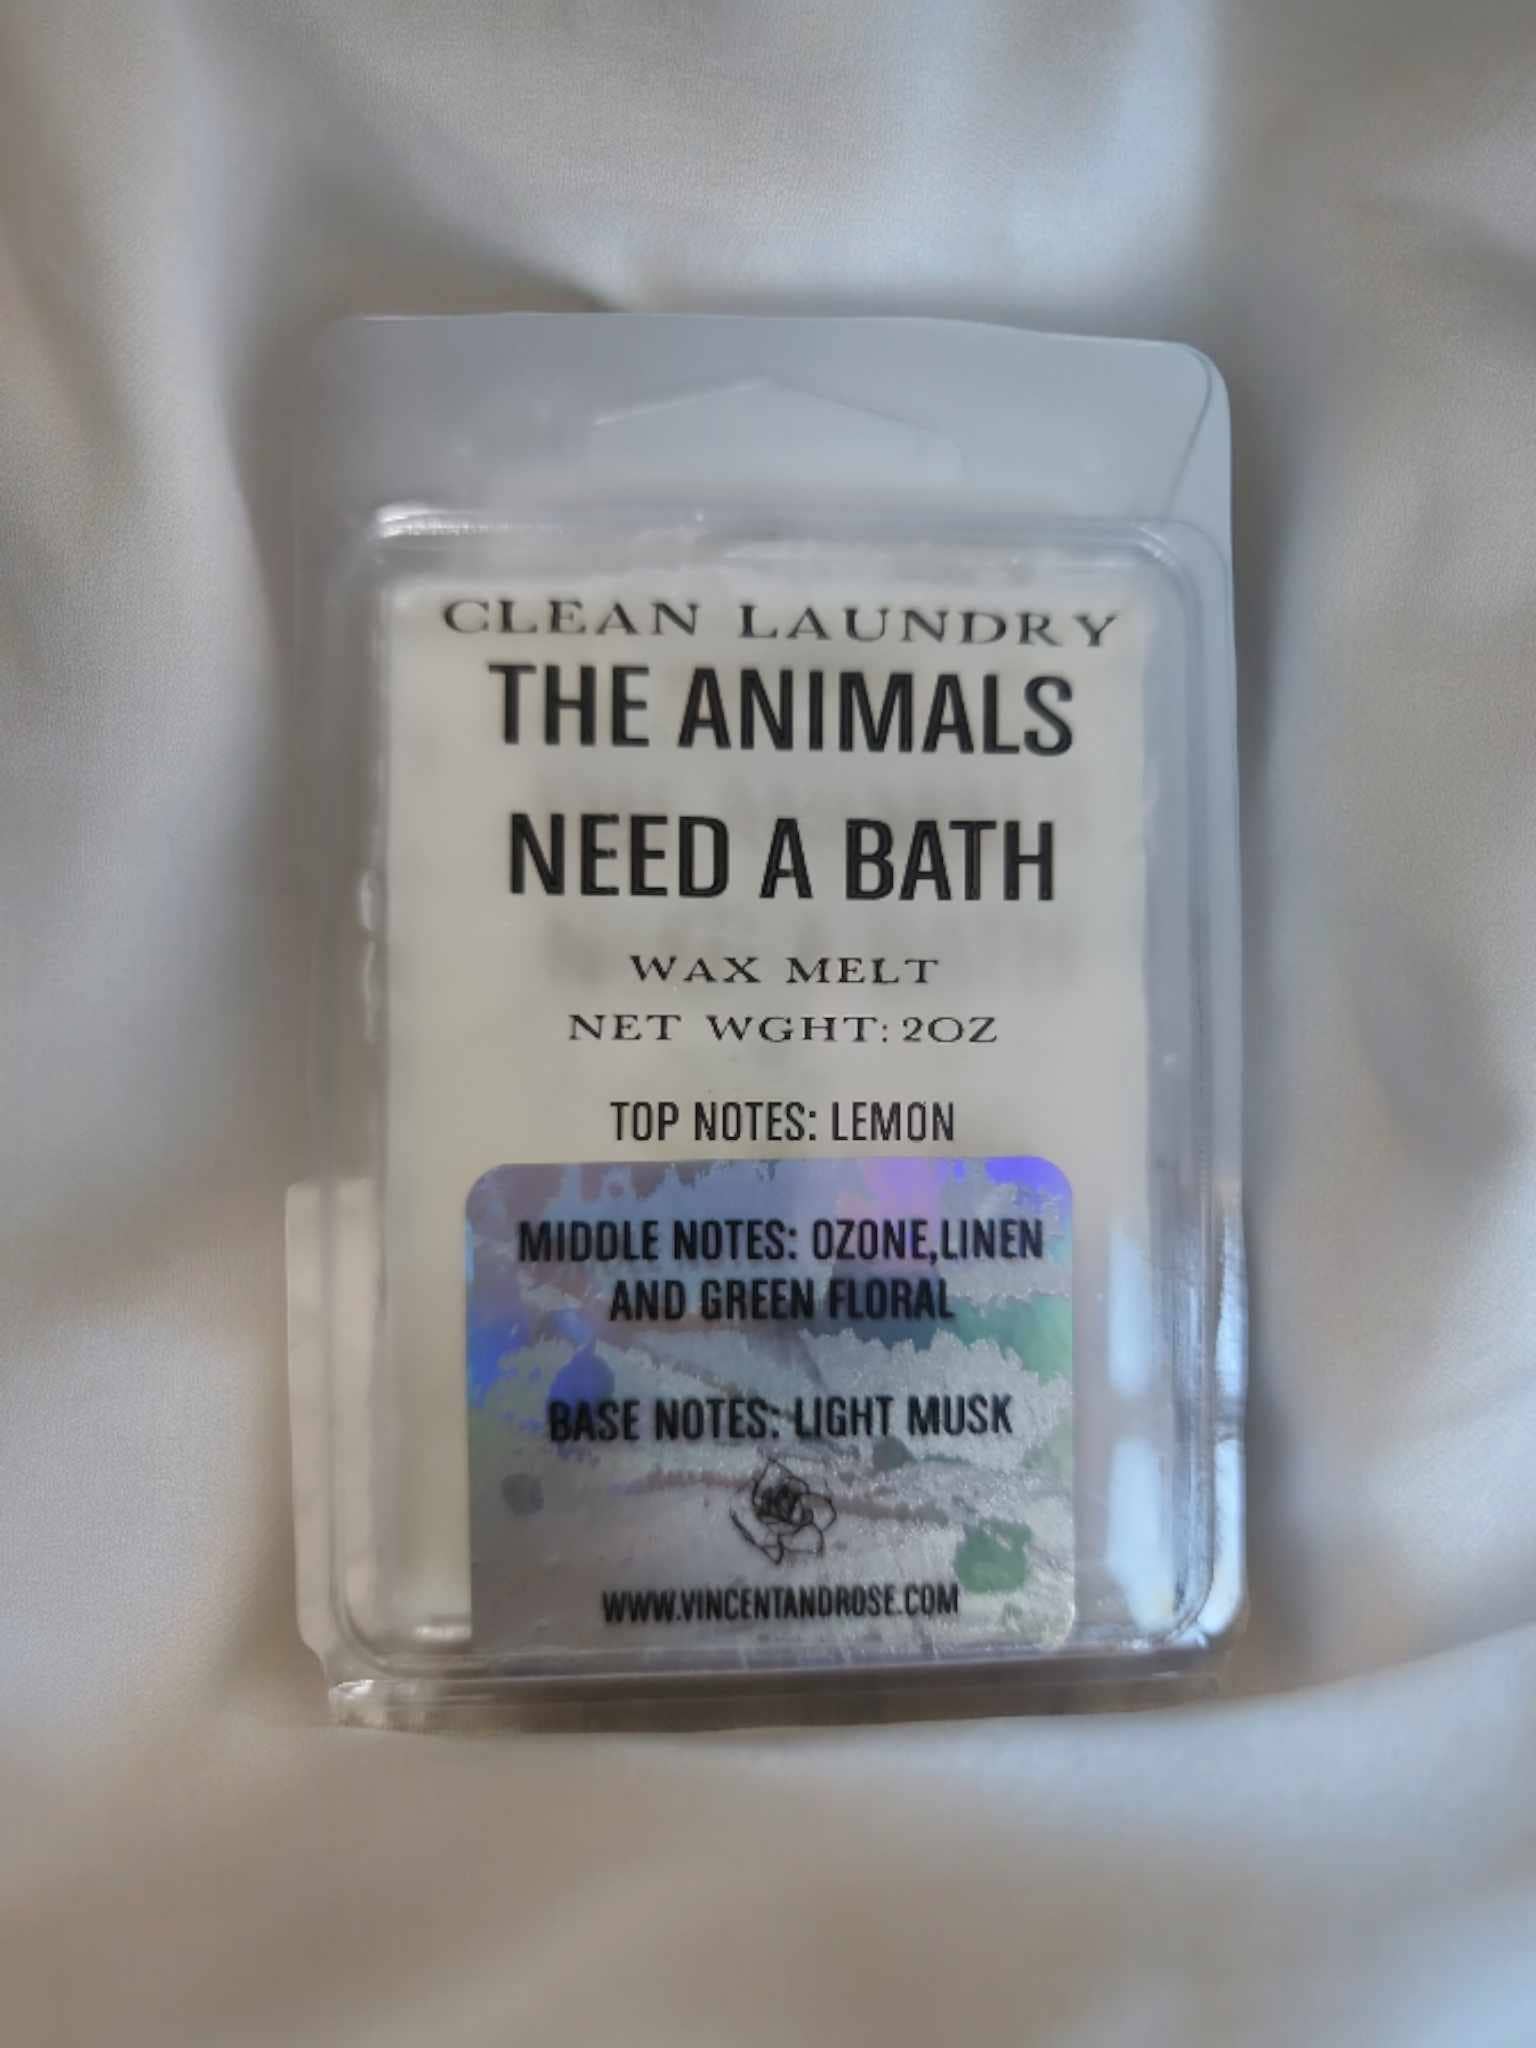 CLEAN LAUNDRY
THE ANIMALS
NEED A BATH
WAX MELT
NET WGHT: 2OZ
TOP NOTES: LEMON
MIDDLE NOTES: OZONE,LINEN
AND GREEN FLORAL
BASE NOTES: LIGHT MUSK
WWW.VINCENTANDROSE.COM